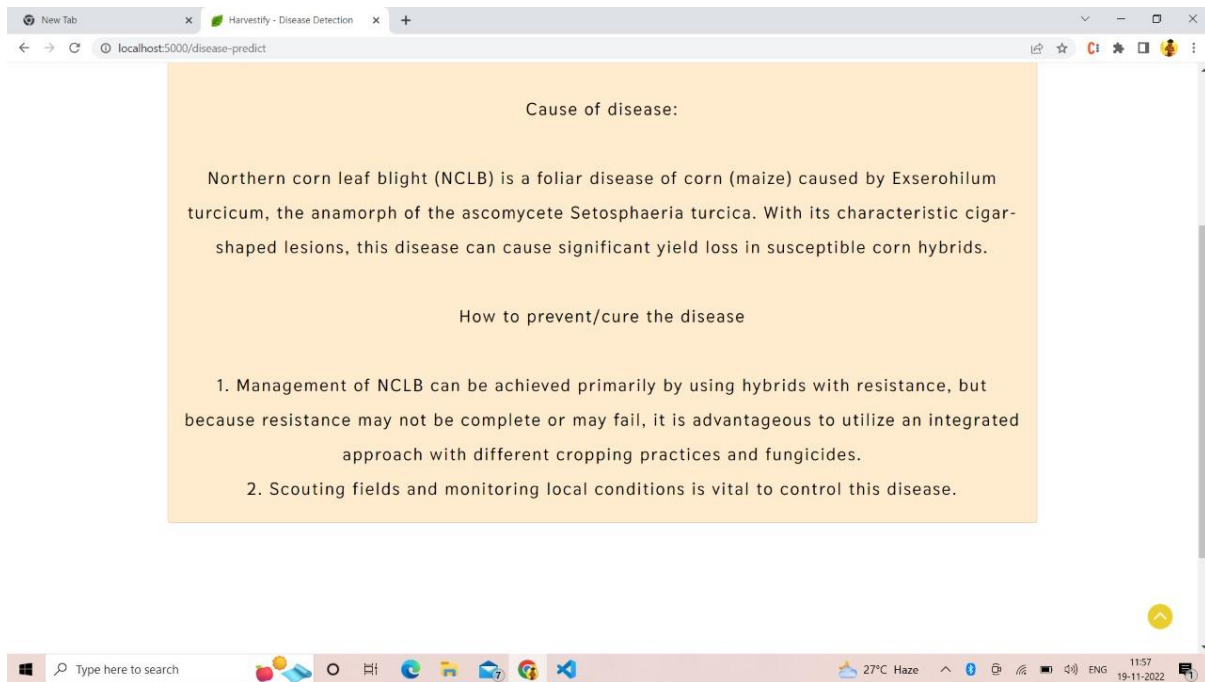 New Tab
Harvestify - Disease Detection
localhost:5000/disease-predict
Cause of disease:
Northern corn leaf blight (NCLB) is a foliar disease of corn (maize) caused by Exserohilum
turcicum, the anamorph of the ascomycete Setosphaeria turcica. With its characteristic cigar-
shaped lesions, this disease can cause significant yield loss in susceptible corn hybrids.
How to prevent/cure the disease
1. Management of NCLB can be achieved primarily by using hybrids with resistance, but
because resistance may not be complete or may fail, it is advantageous to utilize an integrated
approach with different cropping practices and fungicides.
2. Scouting fields and monitoring local conditions is vital to control this disease.
Type here to search
7
27°C Haze
ENG
11:57
19-11-2022
1